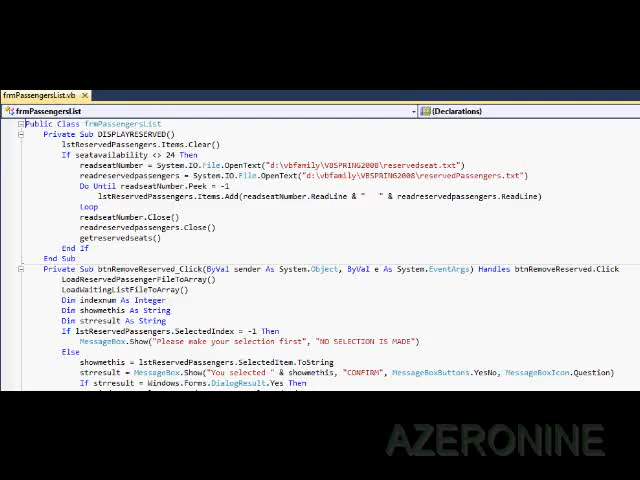 frmPassengersList.vb ×
frmPassengersList (Declarations)
Public Class frmPassengersList
Private Sub DISPLAYRESERVED()
lstReservedPassengers.Items.Clear()
If seatavailability <> 24 Then
readseatNumber = System.IO.File.OpenText("d:\vbfamily\VBSPRING2008\reservedseat.txt")
readreservedpassengers = System.IO.File.OpenText("d:\vbfamily\VBSPRING2008\reservedPassengers.txt")
Do Until readseatNumber.Peek = -1
lstReservedPassengers.Items.Add(readseatNumber.ReadLine & "   " & readreservedpassengers.ReadLine)
Loop
readseatNumber.Close()
readreservedpassengers.Close()
getreservedseats()
End If
End Sub
Private Sub btnRemoveReserved_Click(ByVal sender As System.Object, ByVal e As System.EventArgs) Handles btnRemoveReserved.Click
LoadReservedPassengerFileToArray()
LoadWaitingListFileToArray()
Dim indexnum As Integer
Dim showmethis As String
Dim strresult As String
If lstReservedPassengers.SelectedIndex = -1 Then
MessageBox.Show("Please make your selection first", "NO SELECTION IS MADE")
Else
showmethis = lstReservedPassengers.SelectedItem.ToString
strresult = MessageBox.Show("You selected " & showmethis, "CONFIRM", MessageBoxButtons.YesNo, MessageBoxIcon.Question)
If strresult = Windows.Forms.DialogResult.Yes Then
AZERONINE